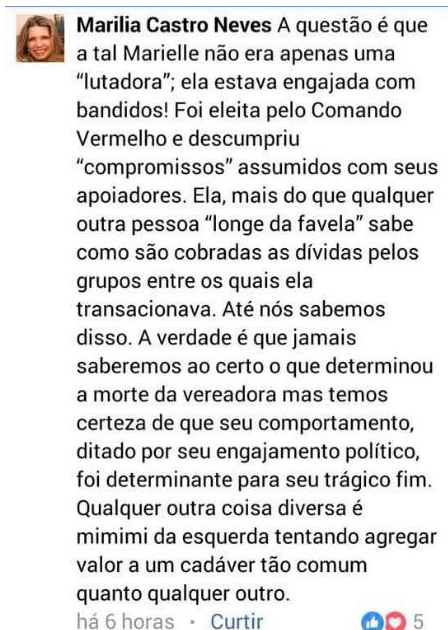 Marilia Castro Neves A questão é que
a tal Marielle não era apenas uma
“lutadora”; ela estava engajada com
bandidos! Foi eleita pelo Comando
Vermelho e descumpriu
“compromissos” assumidos com seus
apoiadores. Ela, mais do que qualquer
outra pessoa “longe da favela” sabe
como são cobradas as dívidas pelos
grupos entre os quais ela
transacionava. Até nós sabemos
disso. A verdade é que jamais
saberemos ao certo o que determinou
a morte da vereadora mas temos
certeza de que seu comportamento,
ditado por seu engajamento político,
foi determinante para seu trágico fim.
Qualquer outra coisa diversa é
mimimi da esquerda tentando agregar
valor a um cadáver tão comum
quanto qualquer outro.
há 6 horas · Curtir 5